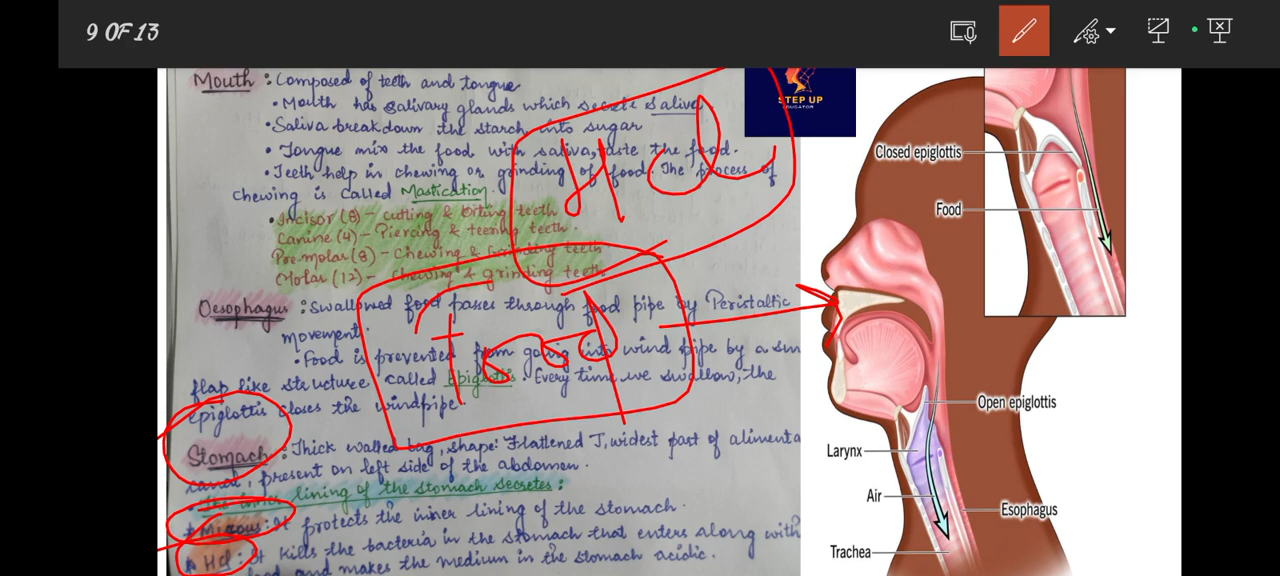 9 OF 13
Mouth : Composed of teeth and tongue
• Mouth has salivary glands which secrete saliva.
• Saliva breakdown the starch into sugar
• Tongue mix the food with saliva, taste the food.
• Teeth help in chewing or grinding of food. The process of
chewing is called Mastication.
• Incisor (8) - cutting & biting teeth
Canine (4) - Piercing & tearing teeth.
Pre-molar (8) - Chewing & Grinding teeth
Molar (12) - Chewing & grinding teeth
Oesophagus : Swallowed food passes through food pipe by Peristaltic
movement.
• Food is prevented from going into wind pipe by a
flap like structure called Epiglottis. Every time we swallow, the
epiglottis closes the windpipe.
Stomach : Thick walled bag, shape: Flattened J, widest part of alimenta
canal, present on left side of the abdomen.
• The inner lining of the stomach secretes :
Mucous : It protects the inner lining of the stomach.
HCl : It kills the bacteria in the stomach that enters along with
and makes the medium in the stomach acidic.
Food
STEP UP
EDUCATOR
Closed epiglottis
Food
Open epiglottis
Larynx
Air
Esophagus
Trachea